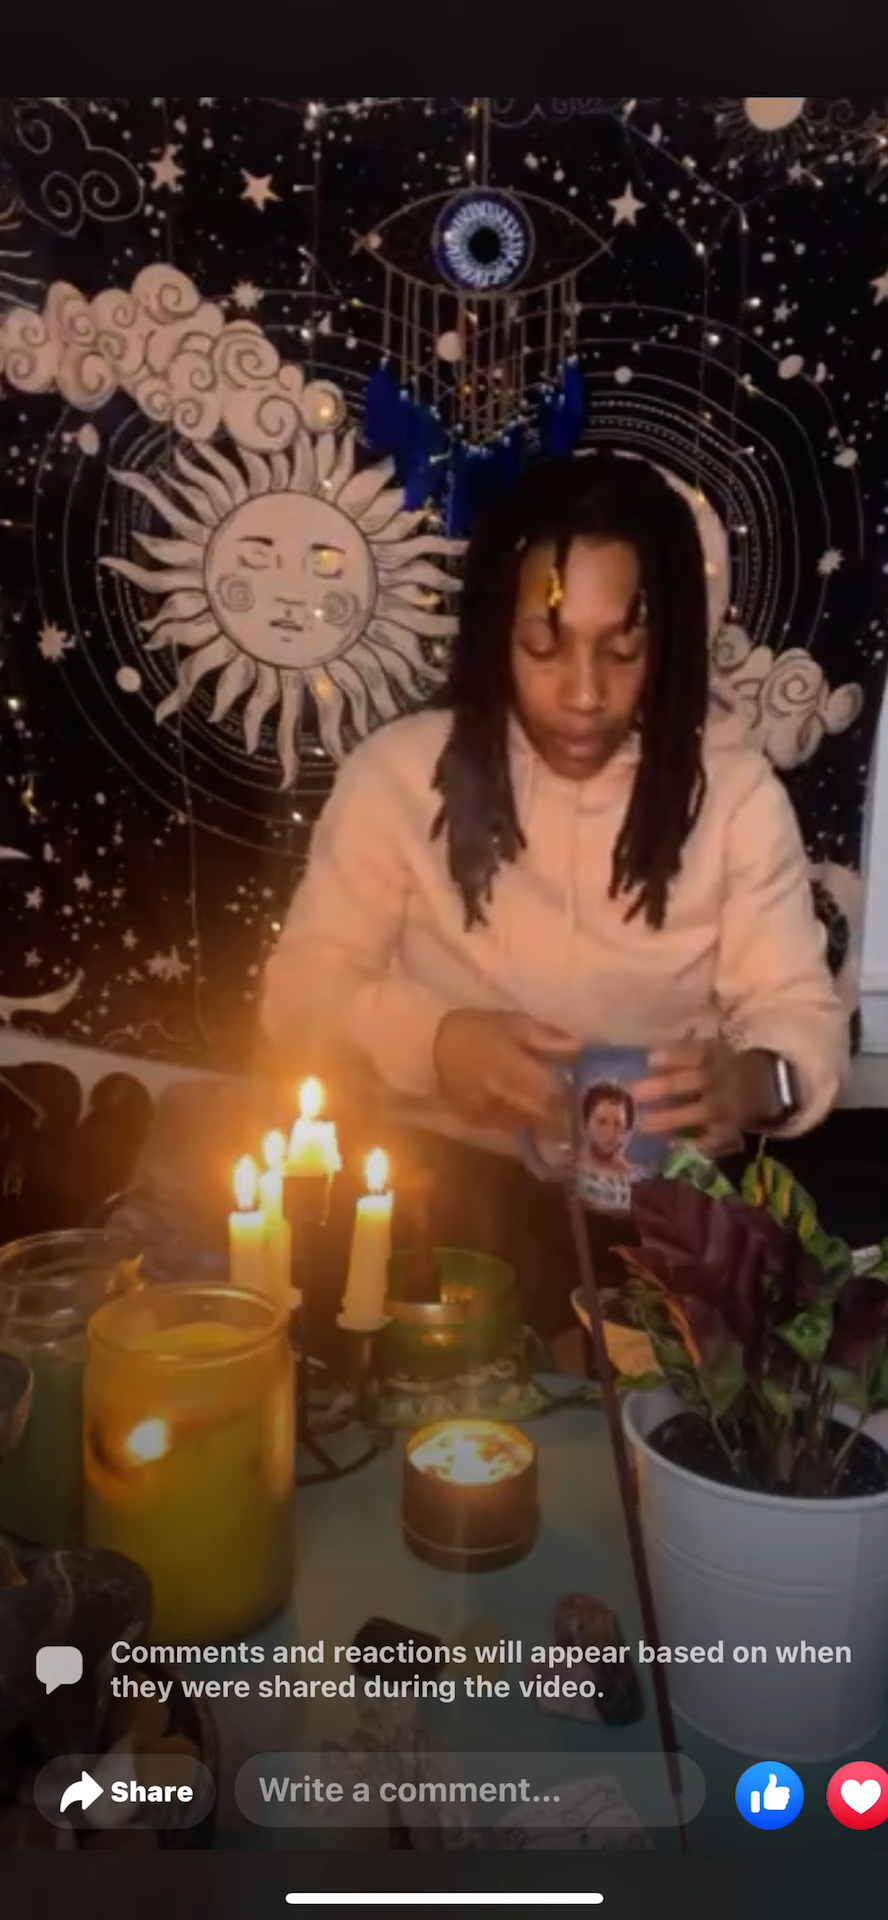 Comments and reactions will appear based on when
they were shared during the video.
Share
Write a comment...